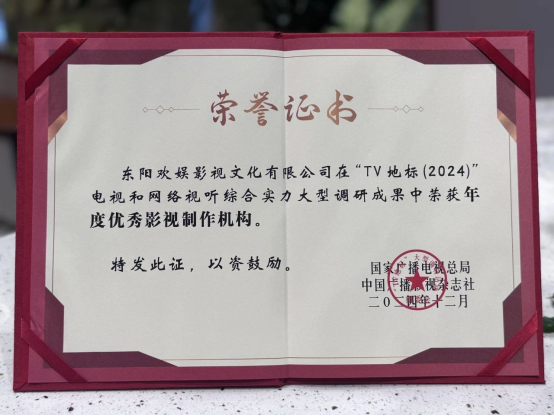 荣誉证书
东阳欢娱影视文化有限公司在“TV地标(2024)”
电视和网络视听综合实力大型调研成果中荣获年
度优秀影视制作机构。
特发此证，以资鼓励。
国家广播电视总局
中国广播影视杂志社
二〇二四年十二月